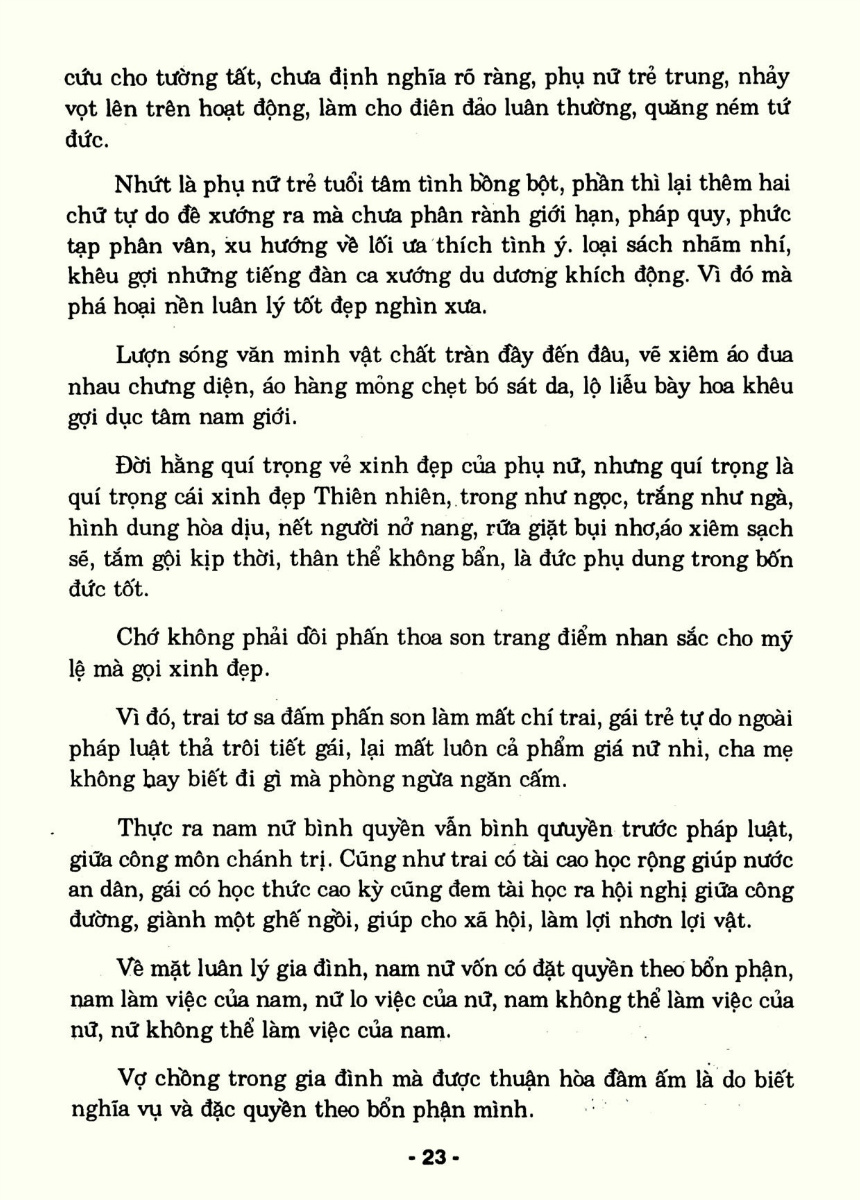 cứu cho tường tất, chưa định nghĩa rõ ràng, phụ nữ trẻ trung, nhảy
vọt lên trên hoạt động, làm cho điên đảo luân thường, quăng ném tứ
đức.
Nhứt là phụ nữ trẻ tuổi tâm tình bồng bột, phần thì lại thêm hai
chữ tự do đề xướng ra mà chưa phân rành giới hạn, pháp quy, phức
tạp phân vân, xu hướng về lối ưa thích tình ý. loại sách nhãm nhí,
khêu gợi những tiếng đàn ca xướng du dương khích động. Vì đó mà
phá hoại nền luân lý tốt đẹp nghìn xưa.
Lượn sóng văn minh vật chất tràn đầy đến đâu, vẽ xiêm áo đua
nhau chưng diện, áo hàng mỏng chẹt bó sát da, lộ liễu bày hoa khêu
gợi dục tâm nam giới.
Đời hằng quí trọng vẻ xinh đẹp của phụ nữ, nhưng quí trọng là
quí trọng cái xinh đẹp Thiên nhiên, trong như ngọc, trắng như ngà,
hình dung hòa dịu, nết người nở nang, rữa giặt bụi nhơ,áo xiêm sạch
sẽ, tắm gội kịp thời, thân thể không bẩn, là đức phụ dung trong bốn
đức tốt.
Chớ không phải dồi phấn thoa son trang điểm nhan sắc cho mỹ
lệ mà gọi xinh đẹp.
Vì đó, trai tơ sa đấm phấn son làm mất chí trai, gái trẻ tự do ngoài
pháp luật thả trôi tiết gái, lại mất luôn cả phẩm giá nữ nhi, cha mẹ
không hay biết đi gì mà phòng ngừa ngăn cấm.
Thực ra nam nữ bình quyền vẫn bình qưuyền trước pháp luật,
giữa công môn chánh trị. Cũng như trai có tài cao học rộng giúp nước
an dân, gái có học thức cao kỳ cũng đem tài học ra hội nghị giữa công
đường, giành một ghế ngồi, giúp cho xã hội, làm lợi nhơn lợi vật.
Về mặt luân lý gia đình, nam nữ vốn có đặt quyền theo bổn phận,
nam làm việc của nam, nữ lo việc của nữ, nam không thể làm việc của
nữ, nữ không thể làm việc của nam.
Vợ chồng trong gia đình mà được thuận hòa đầm ấm là do biết
nghĩa vụ và đặc quyền theo bổn phận mình.
- 23 -